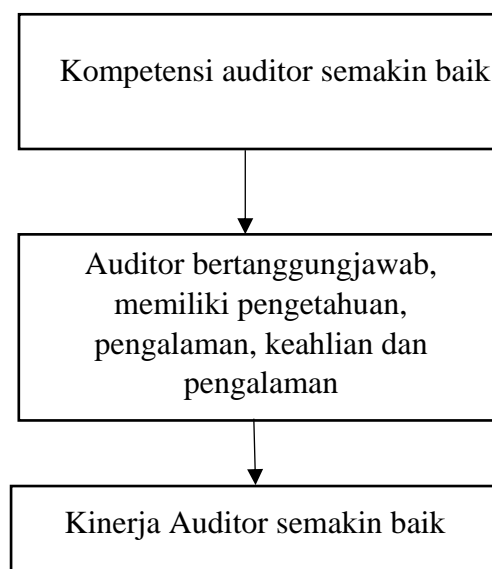 Kompetensi auditor semakin baik
Auditor bertanggungjawab,
memiliki pengetahuan,
pengalaman, keahlian dan
pengalaman
Kinerja Auditor semakin baik